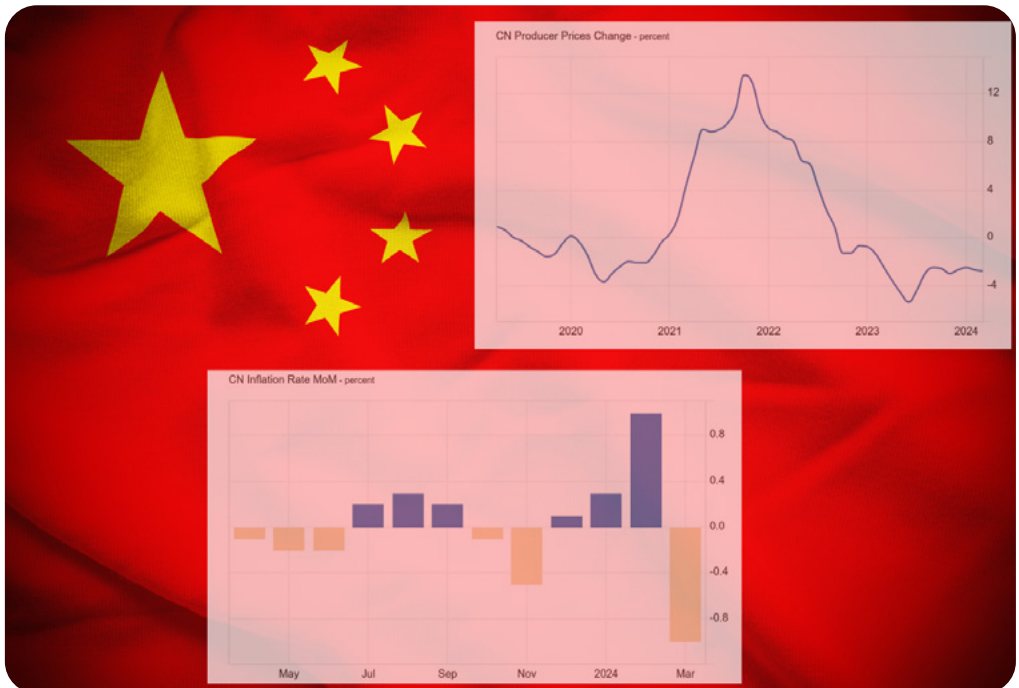 CN Producer Prices Change - percent
12
8
4
0
-4
2020 2021 2022 2023 2024
CN Inflation Rate MoM - percent
0.8
0.4
0.0
-0.4
-0.8
May Jul Sep Nov 2024 Mar